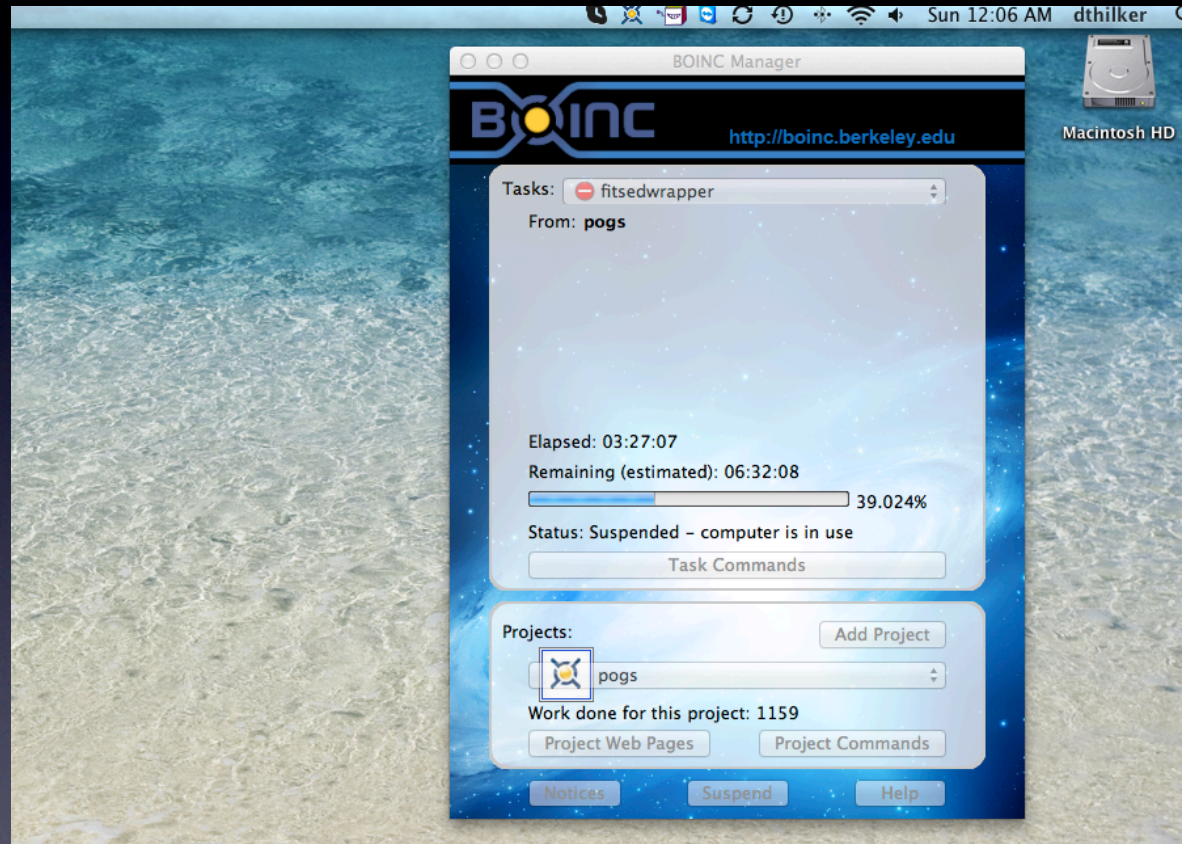 Sun 12:06 AM dthilker
BOINC Manager
BOINC
http://boinc.berkeley.edu
Macintosh HD
Tasks: fitsedwrapper
From: pogs
Elapsed: 03:27:07
Remaining (estimated): 06:32:08
39.024%
Status: Suspended – computer is in use
Task Commands
Projects: Add Project
pogs
Work done for this project: 1159
Project Web Pages Project Commands
Notices Suspend Help